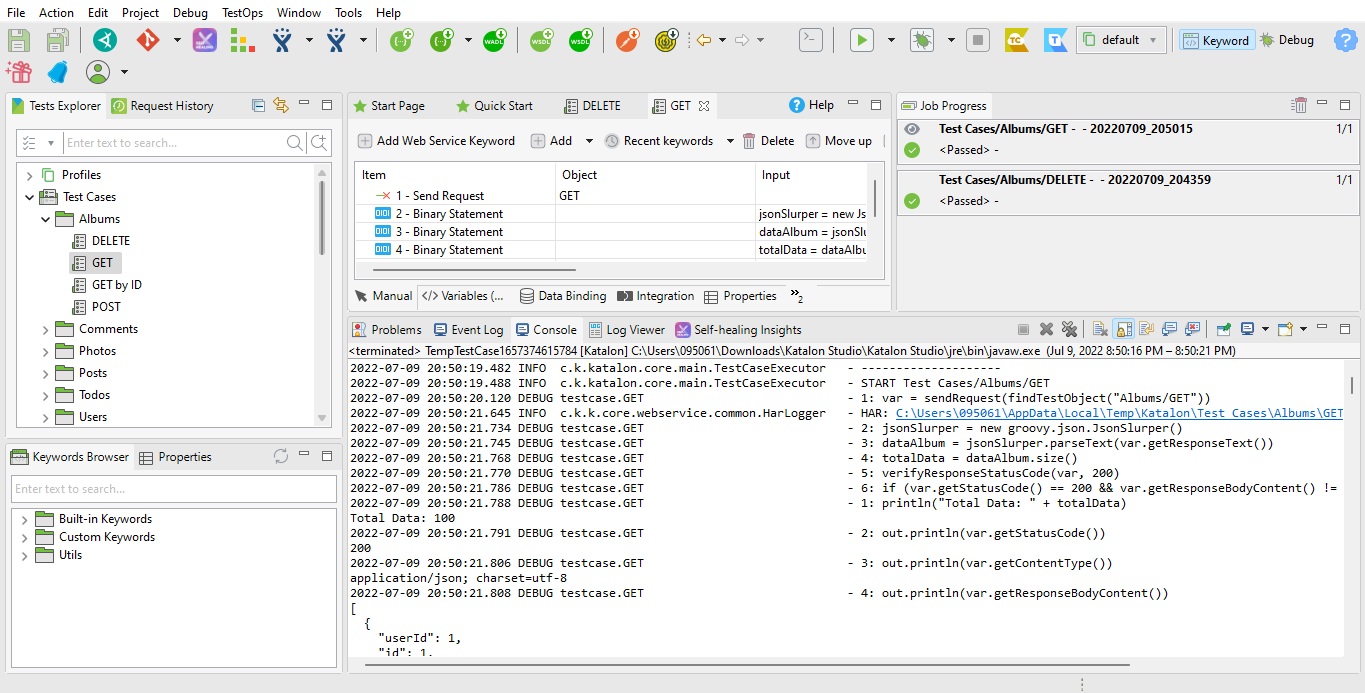 File Action Edit Project Debug TestOps Window Tools Help
default Keyword Debug
Tests Explorer Request History
Enter text to search...
Profiles
Test Cases
Albums
DELETE
GET
GET by ID
POST
Comments
Photos
Posts
Todos
Users
Keywords Browser Properties
Enter text to search...
Built-in Keywords
Custom Keywords
Utils
Start Page Quick Start DELETE GET Help
Add Web Service Keyword Add Recent keywords Delete Move up
Item Object Input
1 - Send Request GET
2 - Binary Statement jsonSlurper = new Js
3 - Binary Statement dataAlbum = jsonSlu
4 - Binary Statement totalData = dataAlbu
Manual Variables (... Data Binding Integration Properties »2
Job Progress
Test Cases/Albums/GET - - 20220709_205015 1/1
<Passed> -
Test Cases/Albums/DELETE - - 20220709_204359 1/1
<Passed> -
Problems Event Log Console Log Viewer Self-healing Insights
<terminated> TempTestCase1657374615784 [Katalon] C:\Users\095061\Downloads\Katalon Studio\Katalon Studio\jre\bin\javaw.exe (Jul 9, 2022 8:50:16 PM – 8:50:21 PM)
2022-07-09 20:50:19.482 INFO c.k.katalon.core.main.TestCaseExecutor - --------------------
2022-07-09 20:50:19.488 INFO c.k.katalon.core.main.TestCaseExecutor - START Test Cases/Albums/GET
2022-07-09 20:50:20.120 DEBUG testcase.GET - 1: var = sendRequest(findTestObject("Albums/GET"))
2022-07-09 20:50:21.645 INFO c.k.k.core.webservice.common.HarLogger - HAR: C:\Users\095061\AppData\Local\Temp\Katalon\Test Cases\Albums\GET
2022-07-09 20:50:21.734 DEBUG testcase.GET - 2: jsonSlurper = new groovy.json.JsonSlurper()
2022-07-09 20:50:21.745 DEBUG testcase.GET - 3: dataAlbum = jsonSlurper.parseText(var.getResponseText())
2022-07-09 20:50:21.768 DEBUG testcase.GET - 4: totalData = dataAlbum.size()
2022-07-09 20:50:21.770 DEBUG testcase.GET - 5: verifyResponseStatusCode(var, 200)
2022-07-09 20:50:21.786 DEBUG testcase.GET - 6: if (var.getStatusCode() == 200 && var.getResponseBodyContent() !=
2022-07-09 20:50:21.788 DEBUG testcase.GET - 1: println("Total Data: " + totalData)
Total Data: 100
2022-07-09 20:50:21.791 DEBUG testcase.GET - 2: out.println(var.getStatusCode())
200
2022-07-09 20:50:21.806 DEBUG testcase.GET - 3: out.println(var.getContentType())
application/json; charset=utf-8
2022-07-09 20:50:21.808 DEBUG testcase.GET - 4: out.println(var.getResponseBodyContent())
[
{
"userId": 1,
"id": 1,